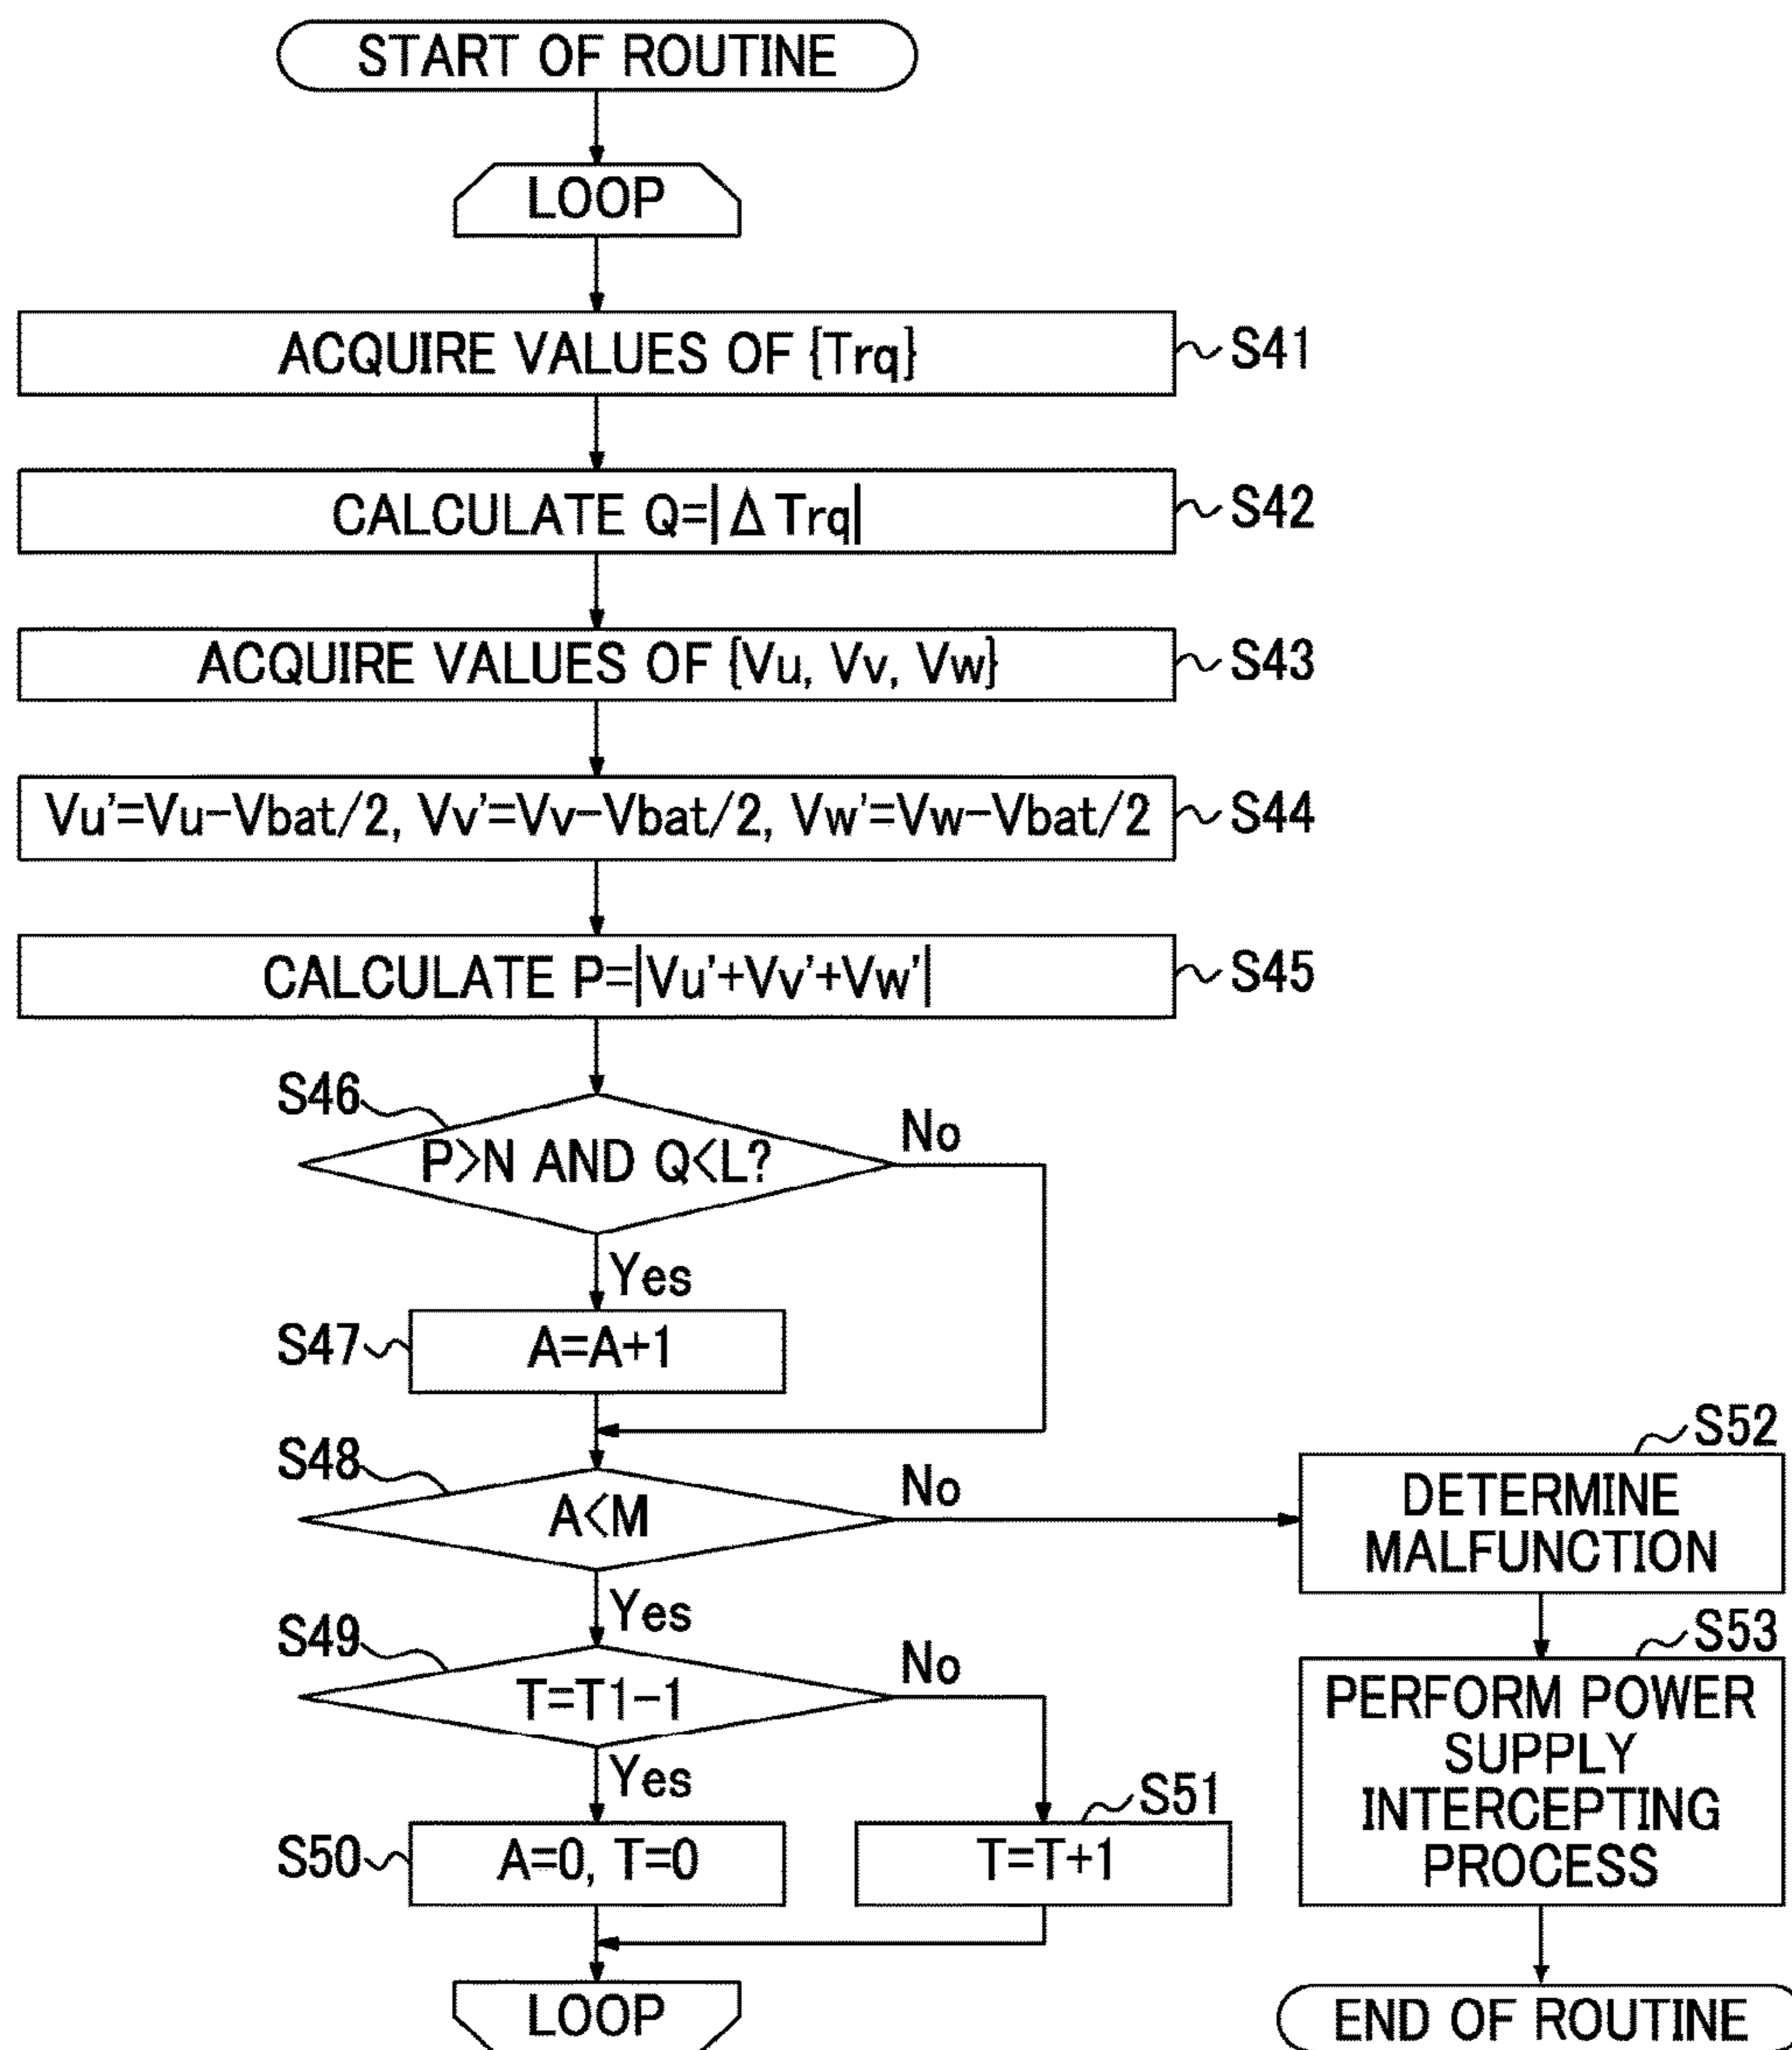 START OF ROUTINE
LOOP
ACQUIRE VALUES OF {Trq}
S41
CALCULATE Q=|Δ Trq|
S42
ACQUIRE VALUES OF {Vu, Vv, Vw}
S43
Vu'=Vu-Vbat/2, Vv'=Vv-Vbat/2, Vw'=Vw-Vbat/2
S44
CALCULATE P=|Vu'+Vv'+Vw'|
S45
S46
P>N AND Q<L?
No
Yes
S47
A=A+1
S48
A<M
No
Yes
S49
T=T1-1
No
Yes
S50
A=0, T=0
S51
T=T+1
LOOP
S52
DETERMINE
MALFUNCTION
S53
PERFORM POWER
SUPPLY
INTERCEPTING
PROCESS
END OF ROUTINE